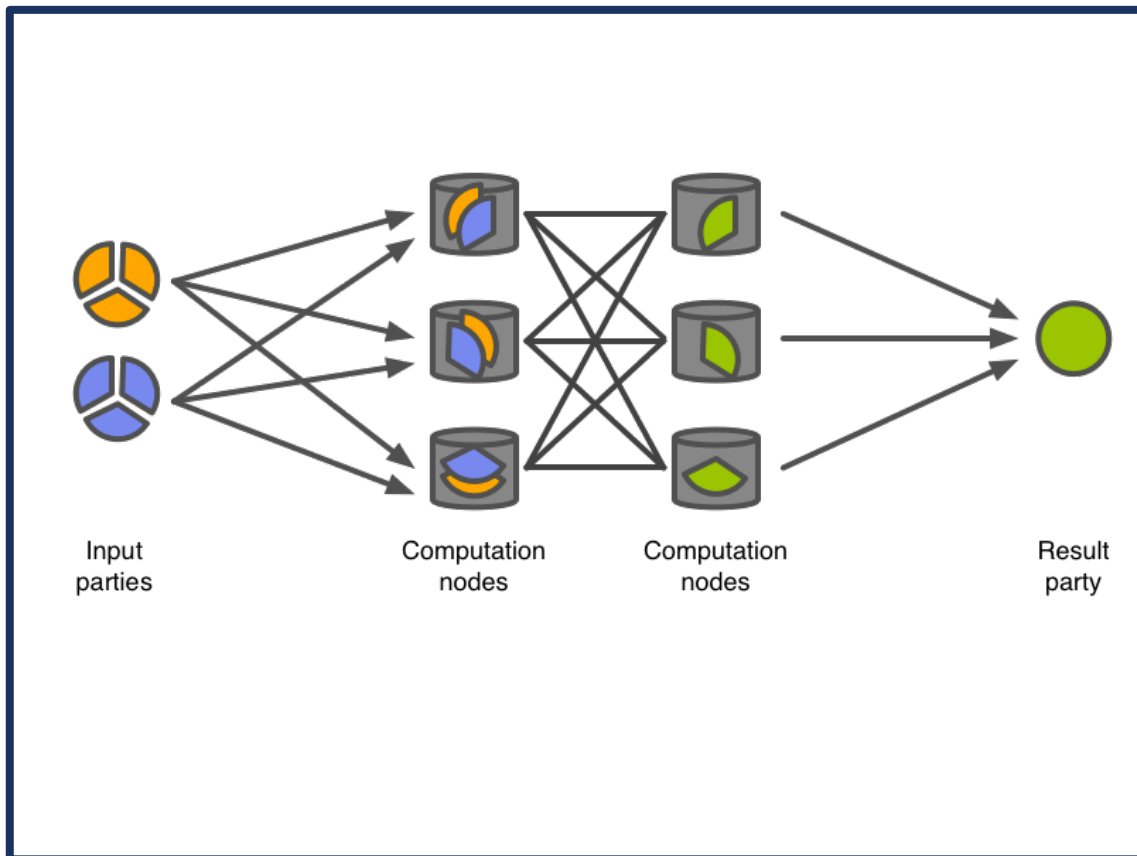 Input
parties
Computation
nodes
Computation
nodes
Result
party